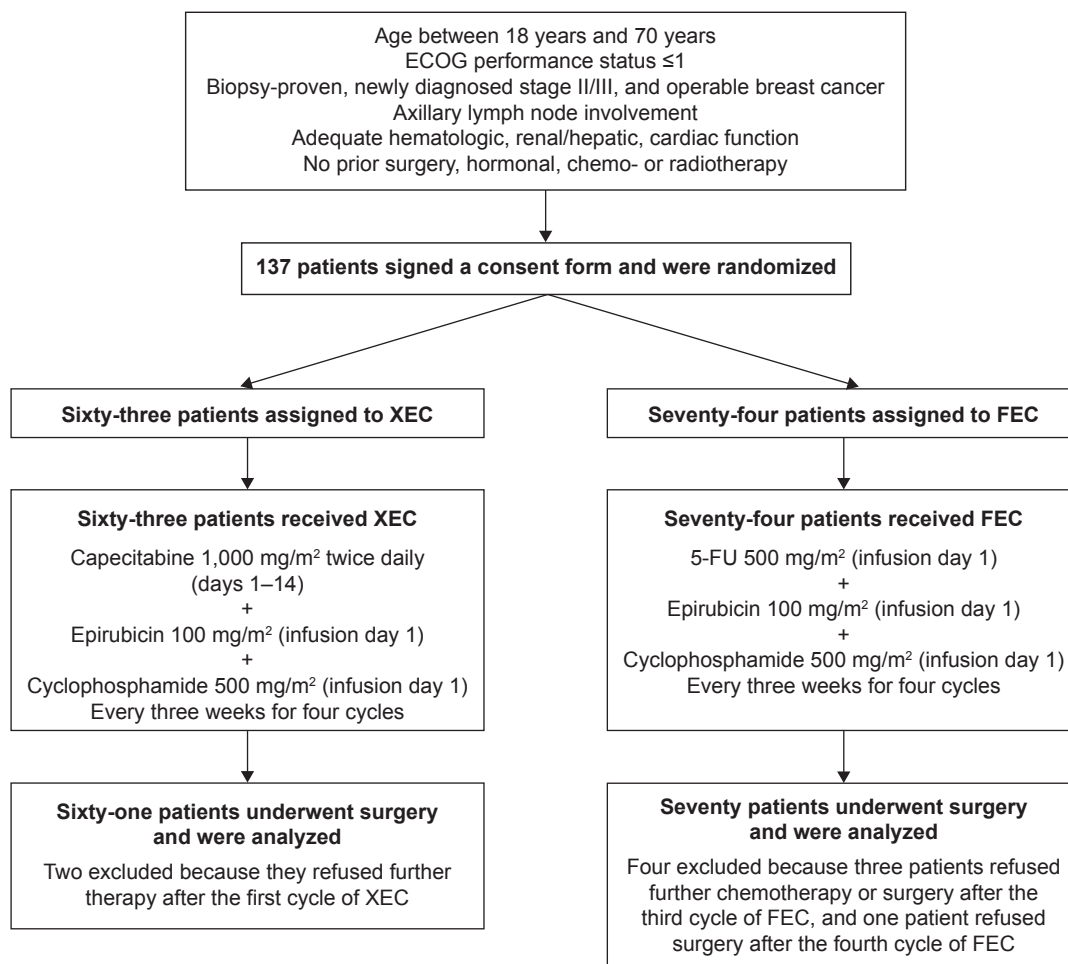 Age between 18 years and 70 years
ECOG performance status ≤1
Biopsy-proven, newly diagnosed stage II/III, and operable breast cancer
Axillary lymph node involvement
Adequate hematologic, renal/hepatic, cardiac function
No prior surgery, hormonal, chemo- or radiotherapy
137 patients signed a consent form and were randomized
Sixty-three patients assigned to XEC
Sixty-three patients received XEC
Capecitabine 1,000 mg/m² twice daily
(days 1–14)
+
Epirubicin 100 mg/m² (infusion day 1)
+
Cyclophosphamide 500 mg/m² (infusion day 1)
Every three weeks for four cycles
Sixty-one patients underwent surgery
and were analyzed
Two excluded because they refused further
therapy after the first cycle of XEC
Seventy-four patients assigned to FEC
Seventy-four patients received FEC
5-FU 500 mg/m² (infusion day 1)
+
Epirubicin 100 mg/m² (infusion day 1)
+
Cyclophosphamide 500 mg/m² (infusion day 1)
Every three weeks for four cycles
Seventy patients underwent surgery
and were analyzed
Four excluded because three patients refused
further chemotherapy or surgery after the
third cycle of FEC, and one patient refused
surgery after the fourth cycle of FEC